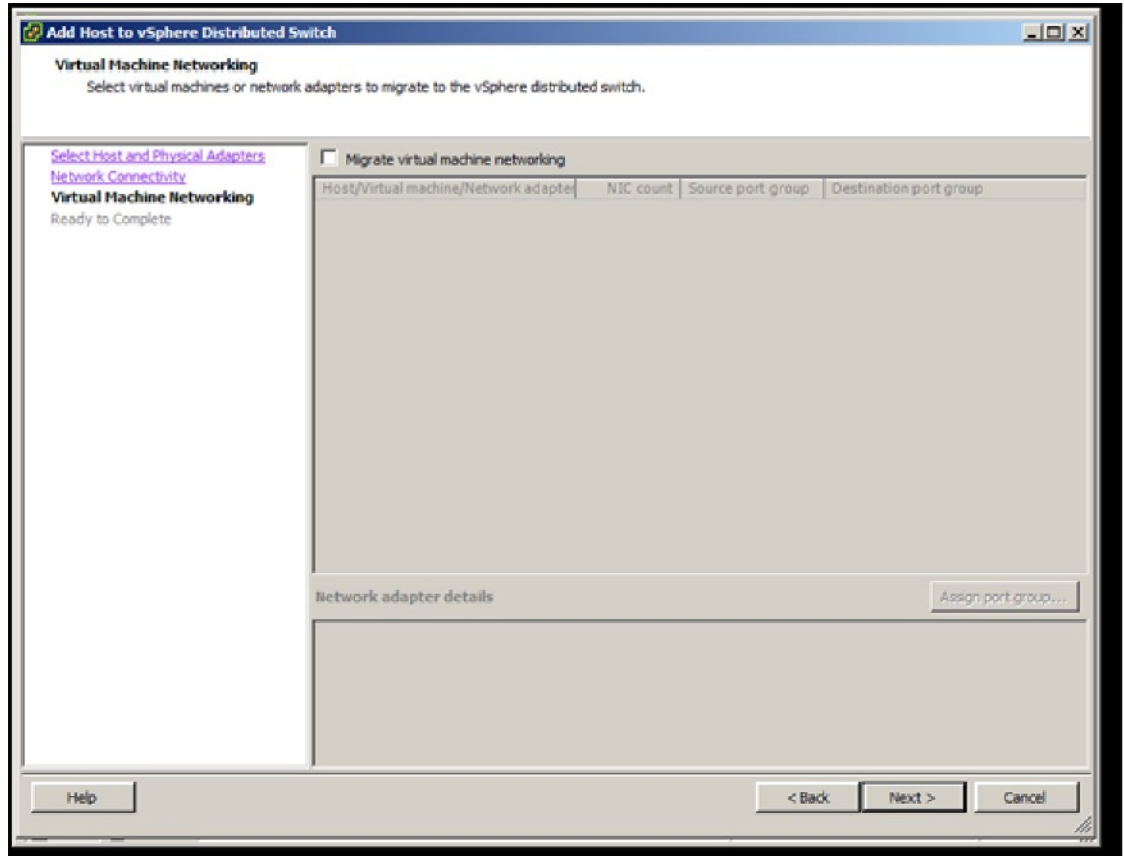 Add Host to vSphere Distributed Switch
Virtual Machine Networking
Select virtual machines or network adapters to migrate to the vSphere distributed switch.
Select Host and Physical Adapters
Network Connectivity
Virtual Machine Networking
Ready to Complete
Migrate virtual machine networking
Host/Virtual machine/Network adapter NIC count Source port group Destination port group
Network adapter details Assign port group...
Help < Back Next > Cancel